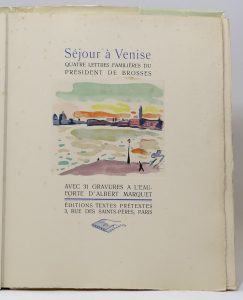 Séjour à Venise
QUATRE LETTRES FAMILIÈRES DU
PRÉSIDENT DE BROSSES
AVEC 31 GRAVURES A L'EAU-
FORTE D'ALBERT MARQUET
ÉDITIONS TEXTES PRÉTEXTES
3, RUE DES SAINTS-PÈRES, PARIS